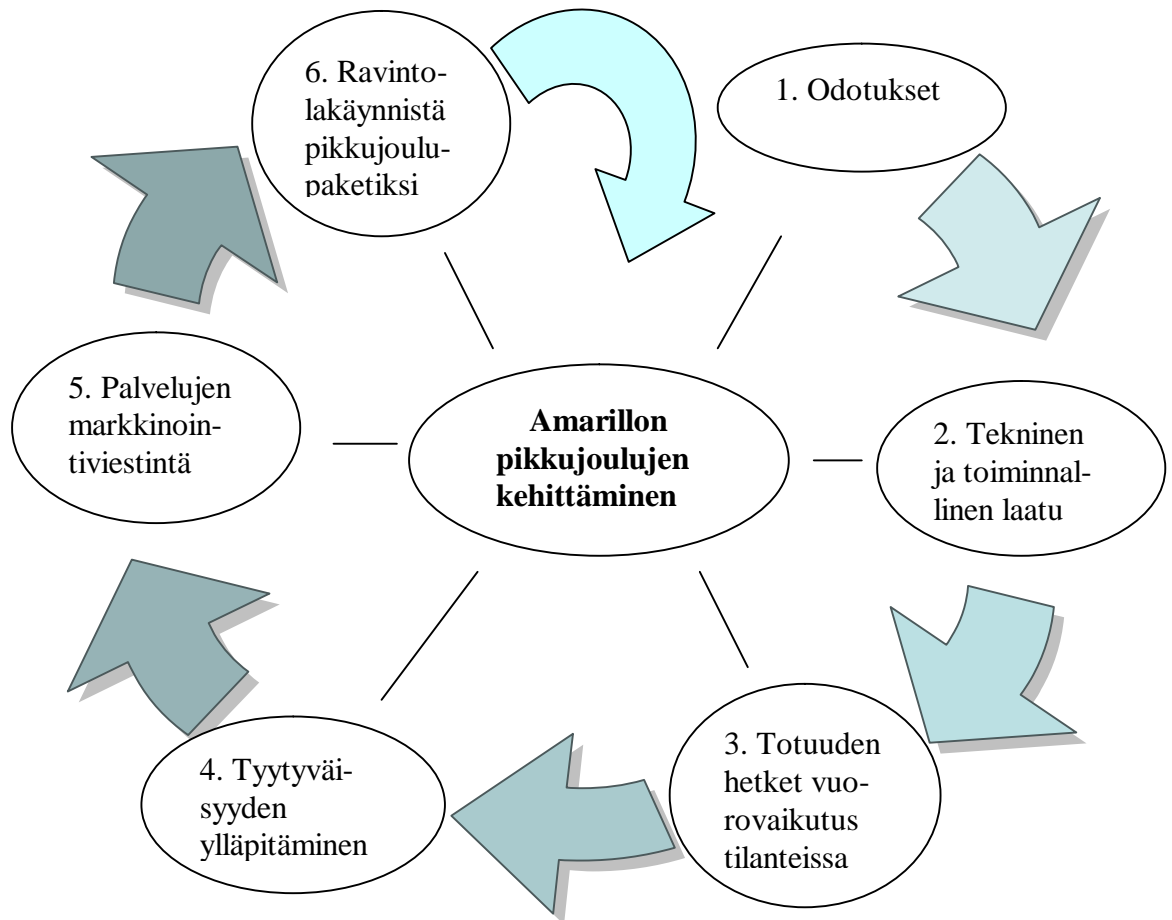 1. Odotukset
2. Tekninen
ja toiminnal-
linen laatu
3. Totuuden
hetket vuo-
rovaikutus
tilanteissa
4. Tyytyväi-
syyden
ylläpitäminen
5. Palvelujen
markkinoin-
tiviestintä
6. Ravinto-
lakäynnistä
pikkujoulu-
paketiksi
Amarillon
pikkujoulujen
kehittäminen